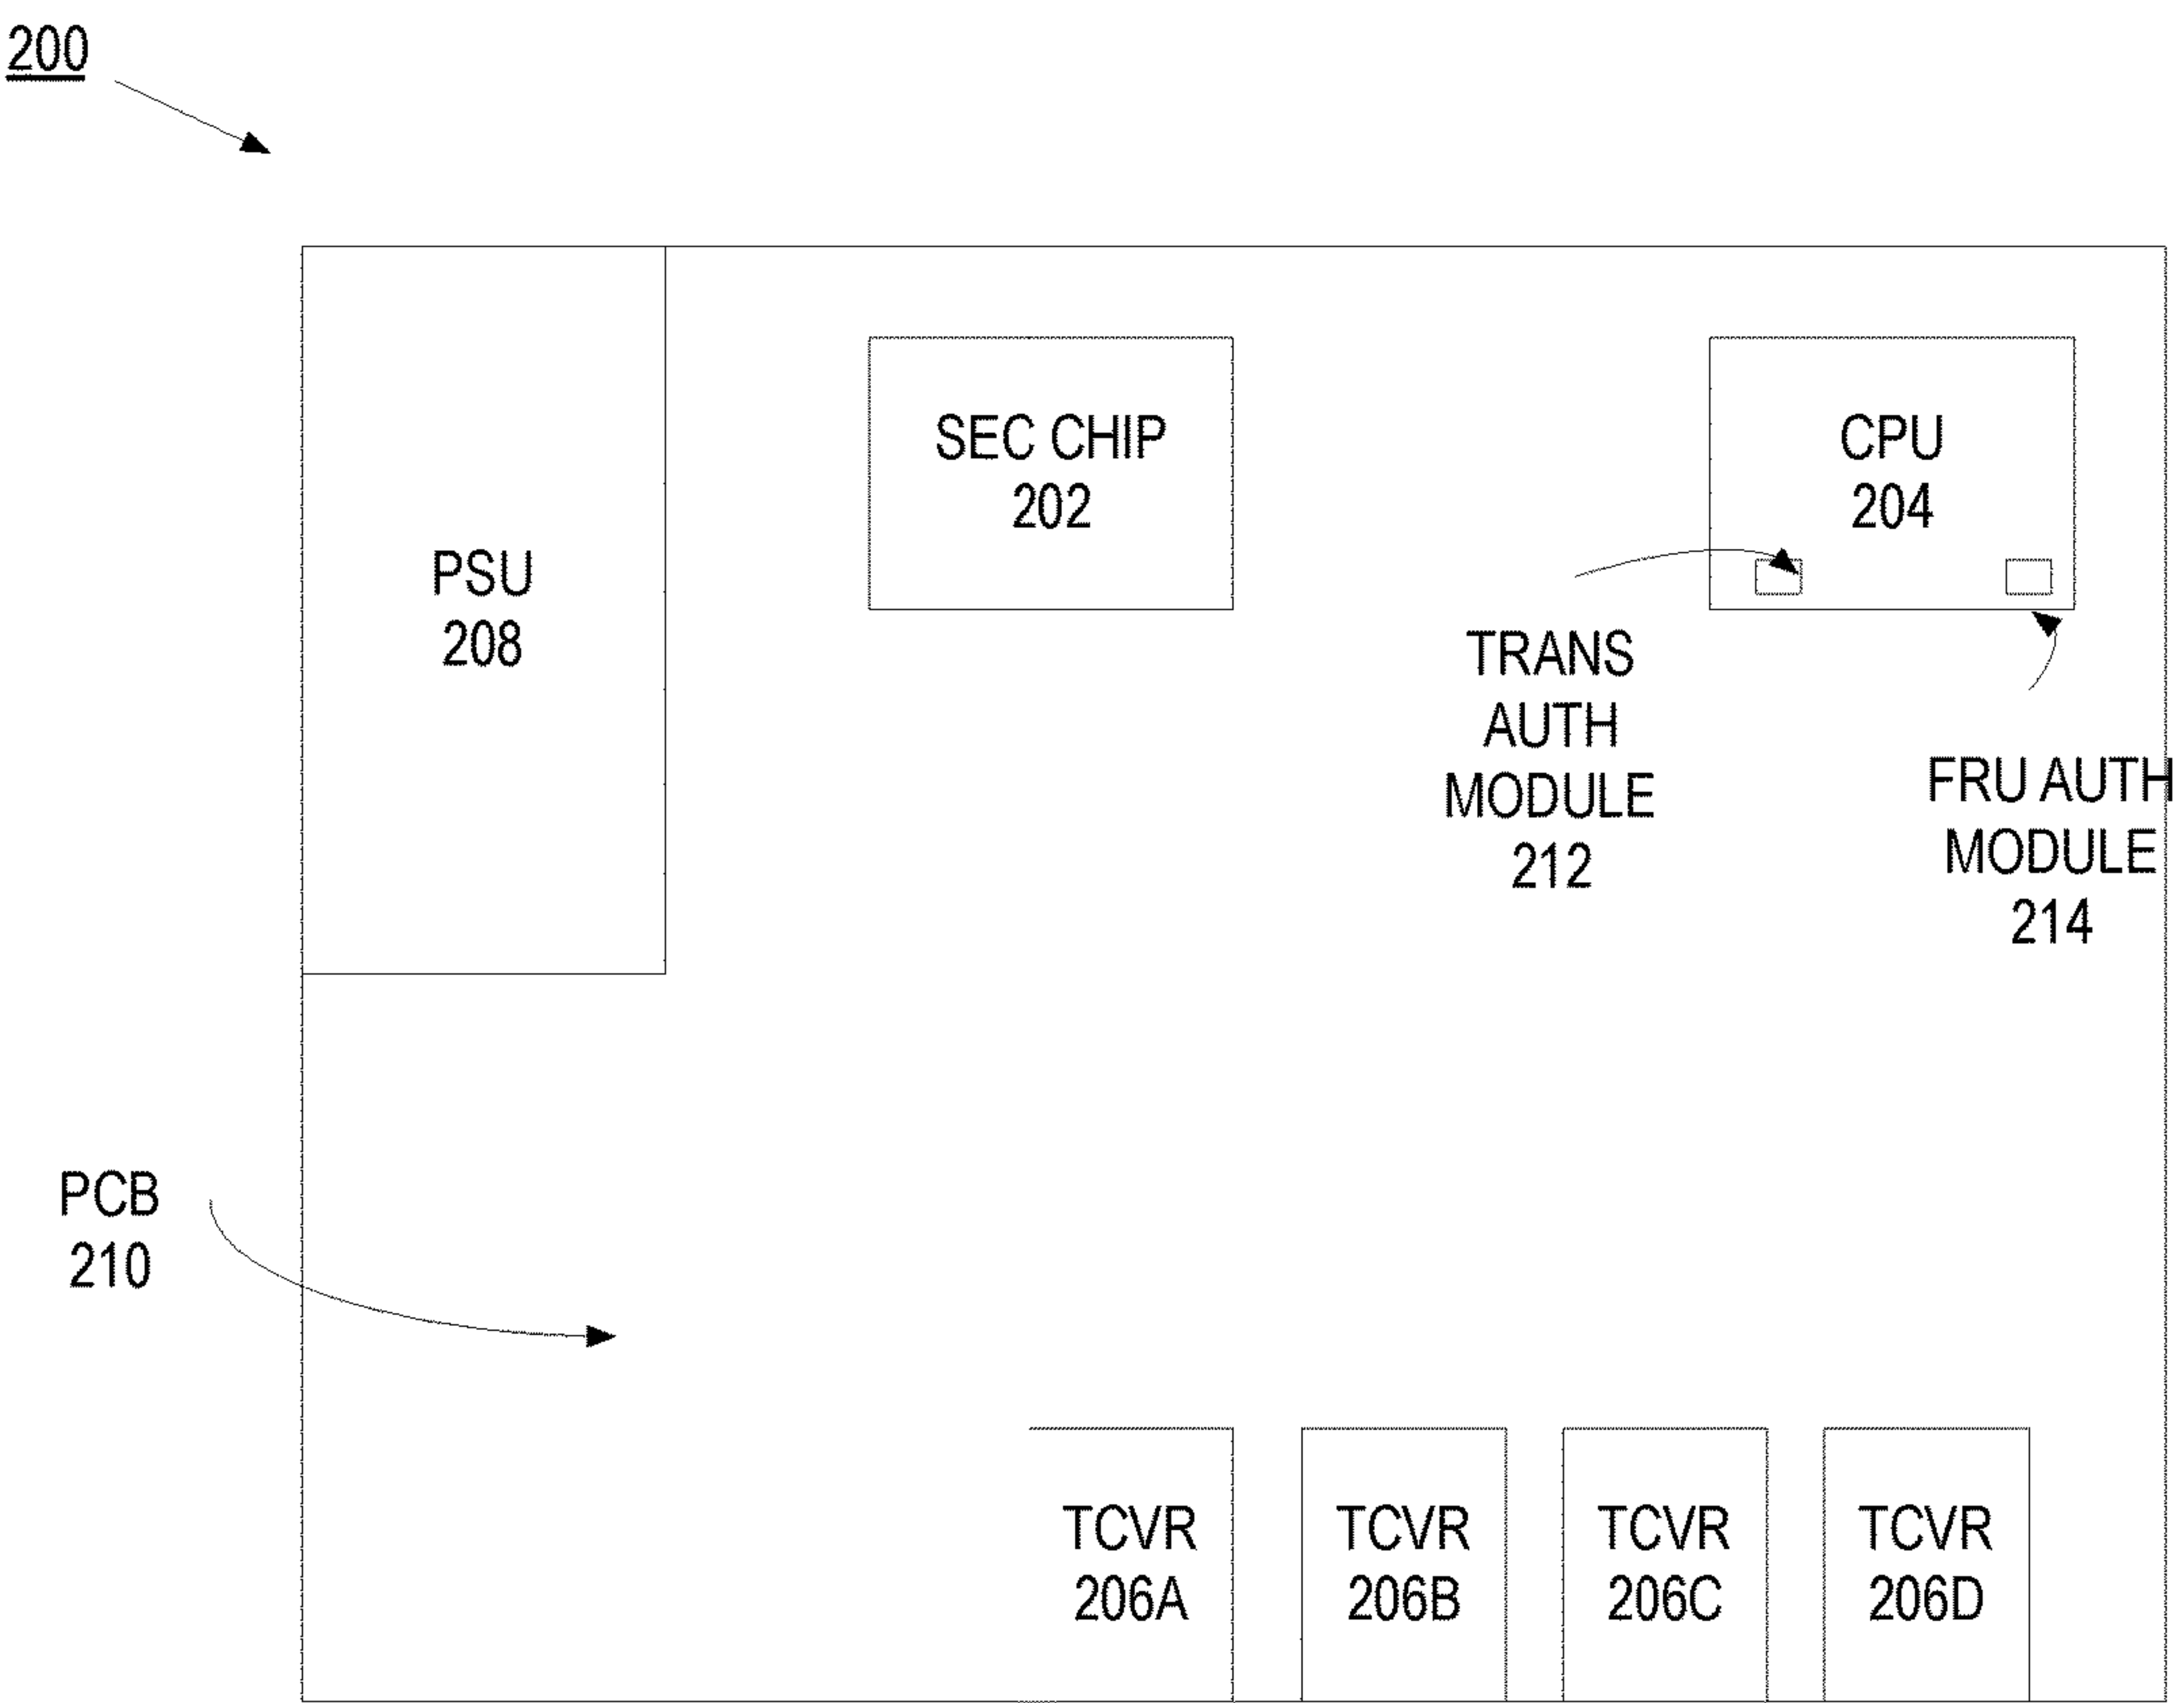 200
SEC CHIP
202
CPU
204
PSU
208
TRANS
AUTH
MODULE
212
FRU AUTH
MODULE
214
PCB
210
TCVR
206A
TCVR
206B
TCVR
206C
TCVR
206D